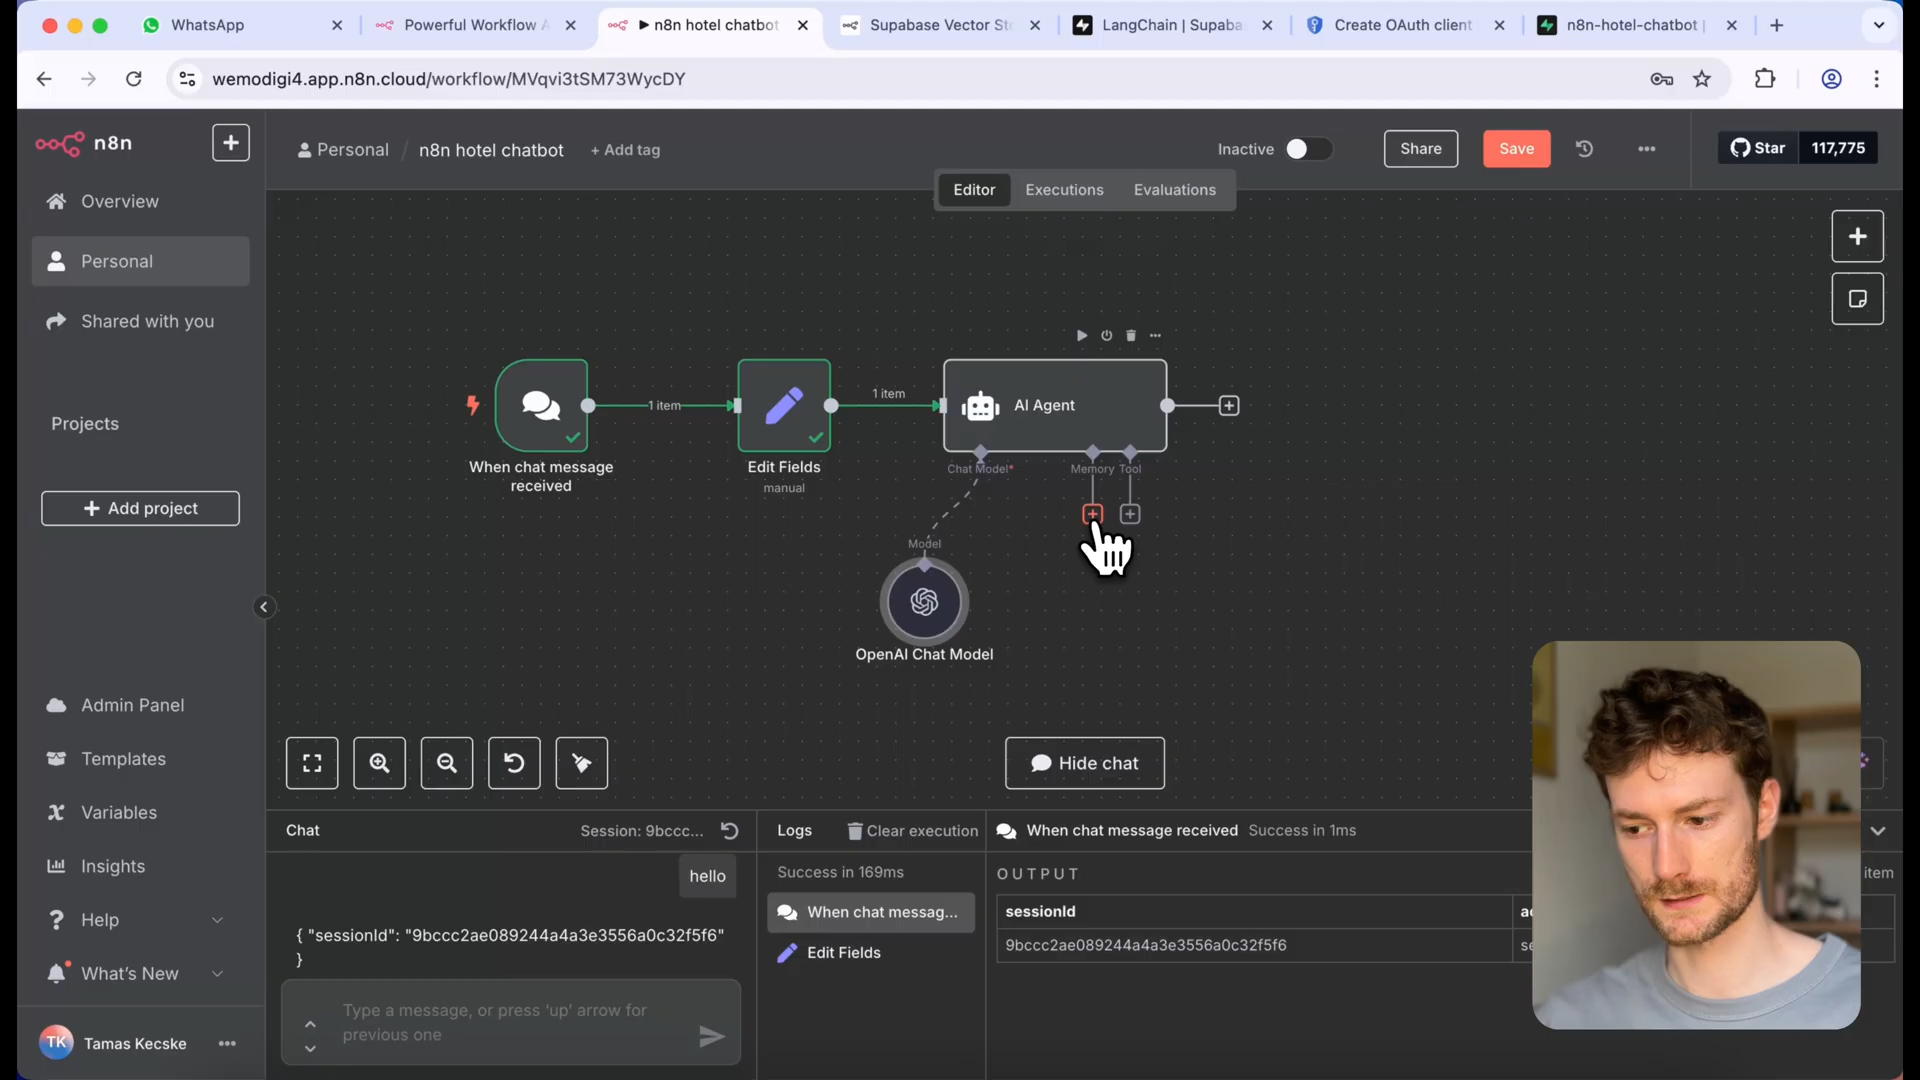 WhatsApp
Powerful Workflow A
n8n hotel chatbot
Supabase Vector St
LangChain | Supaba
Create OAuth client
n8n-hotel-chatbot |
wemodigi4.app.n8n.cloud/workflow/MVqvi3tSM73WycDY
n8n
Personal / n8n hotel chatbot + Add tag
Inactive
Share
Save
Star 117,775
Editor Executions Evaluations
Overview
Personal
Shared with you
Projects
+ Add project
Admin Panel
Templates
Variables
Insights
Help
What's New
TK Tamas Kecske
1 item
1 item
AI Agent
When chat message
received
Edit Fields
manual
Chat Model*
Memory
Tool
Model
OpenAI Chat Model
Hide chat
Chat
Session: 9bccc...
hello
{ "sessionId": "9bccc2ae089244a4a3e3556a0c32f5f6"
}
Type a message, or press 'up' arrow for
previous one
Logs
Clear execution
Success in 169ms
When chat messag...
Edit Fields
When chat message received Success in 1ms
OUTPUT
item
sessionId
9bccc2ae089244a4a3e3556a0c32f5f6